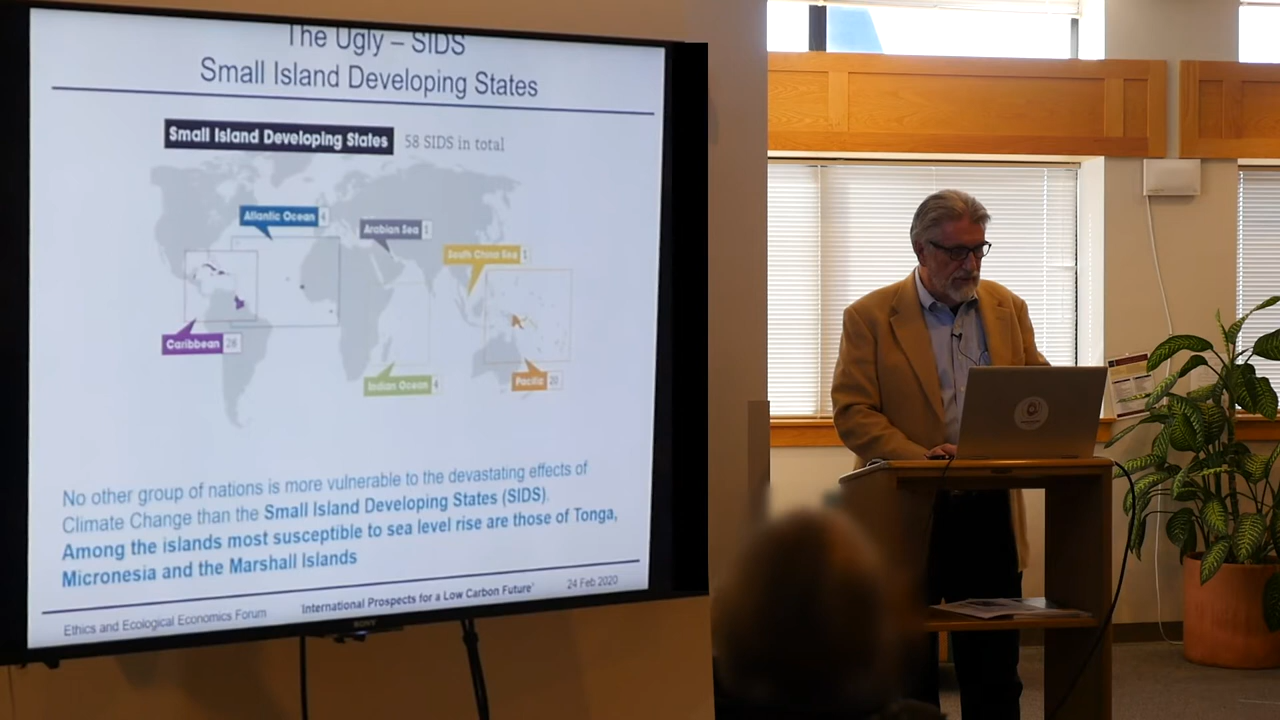 The Ugly – SIDS
Small Island Developing States
Small Island Developing States
58 SIDS in total
Atlantic Ocean 4
Arabian Sea 1
South China Sea 1
Caribbean 28
Indian Ocean 4
Pacific 20
No other group of nations is more vulnerable to the devastating effects of
Climate Change than the Small Island Developing States (SIDS).
Among the islands most susceptible to sea level rise are those of Tonga,
Micronesia and the Marshall Islands
Ethics and Ecological Economics Forum
'International Prospects for a Low Carbon Future'
24 Feb 2020
SONY